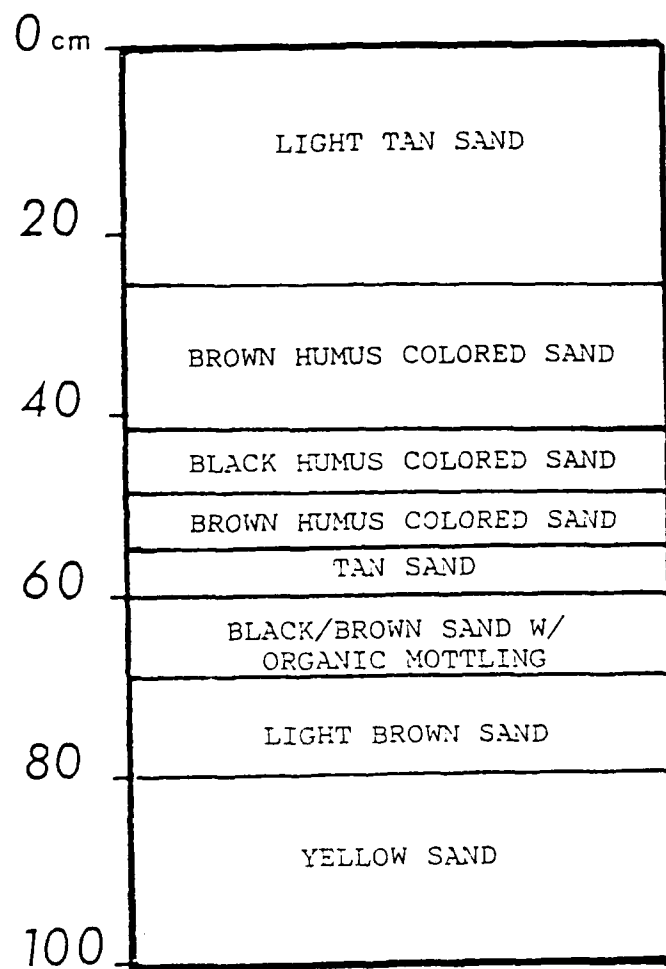 0 cm
LIGHT TAN SAND
20
BROWN HUMUS COLORED SAND
40
BLACK HUMUS COLORED SAND
BROWN HUMUS COLORED SAND
TAN SAND
60
BLACK/BROWN SAND W/
ORGANIC MOTTLING
LIGHT BROWN SAND
80
YELLOW SAND
100